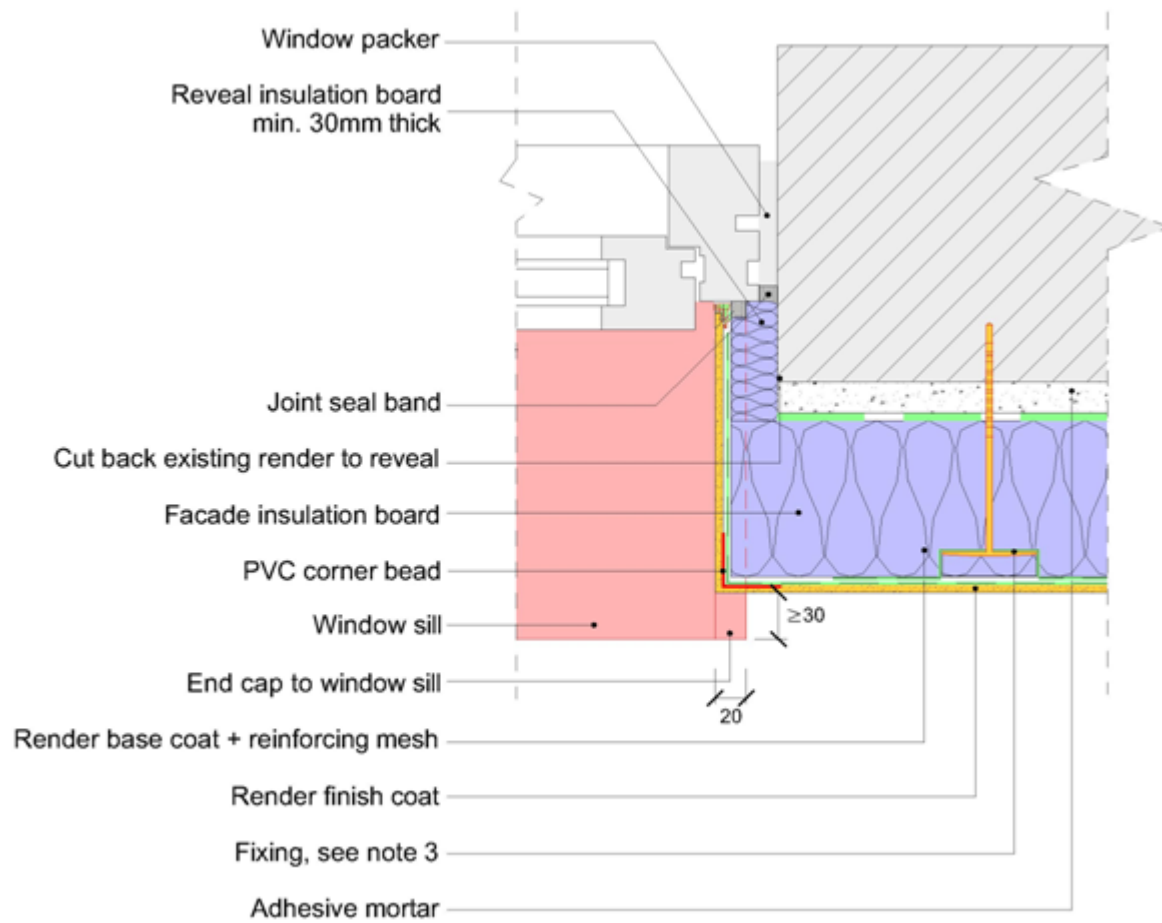 Window packer
Reveal insulation board
min. 30mm thick
Joint seal band
Cut back existing render to reveal
Facade insulation board
PVC corner bead
Window sill
≥30
End cap to window sill
20
Render base coat + reinforcing mesh
Render finish coat
Fixing, see note 3
Adhesive mortar